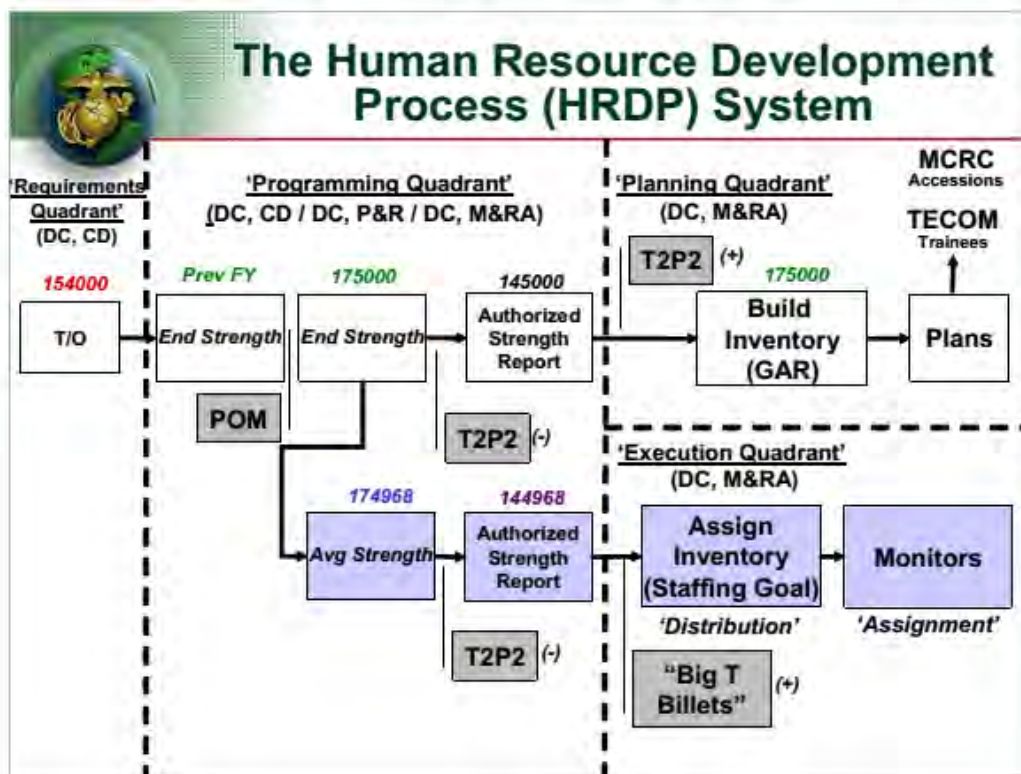 The Human Resource Development
Process (HRDP) System
'Requirements
Quadrant'
(DC, CD)
154000
T/O
'Programming Quadrant'
(DC, CD / DC, P&R / DC, M&RA)
Prev FY
End Strength
175000
End Strength
145000
Authorized
Strength
Report
POM
T2P2 (-)
174968
Avg Strength
144968
Authorized
Strength
Report
T2P2 (-)
'Planning Quadrant'
(DC, M&RA)
T2P2 (+)
175000
Build
Inventory
(GAR)
Plans
MCRC
Accessions
TECOM
Trainees
'Execution Quadrant'
(DC, M&RA)
Assign
Inventory
(Staffing Goal)
'Distribution'
Monitors
'Assignment'
"Big T
Billets" (+)